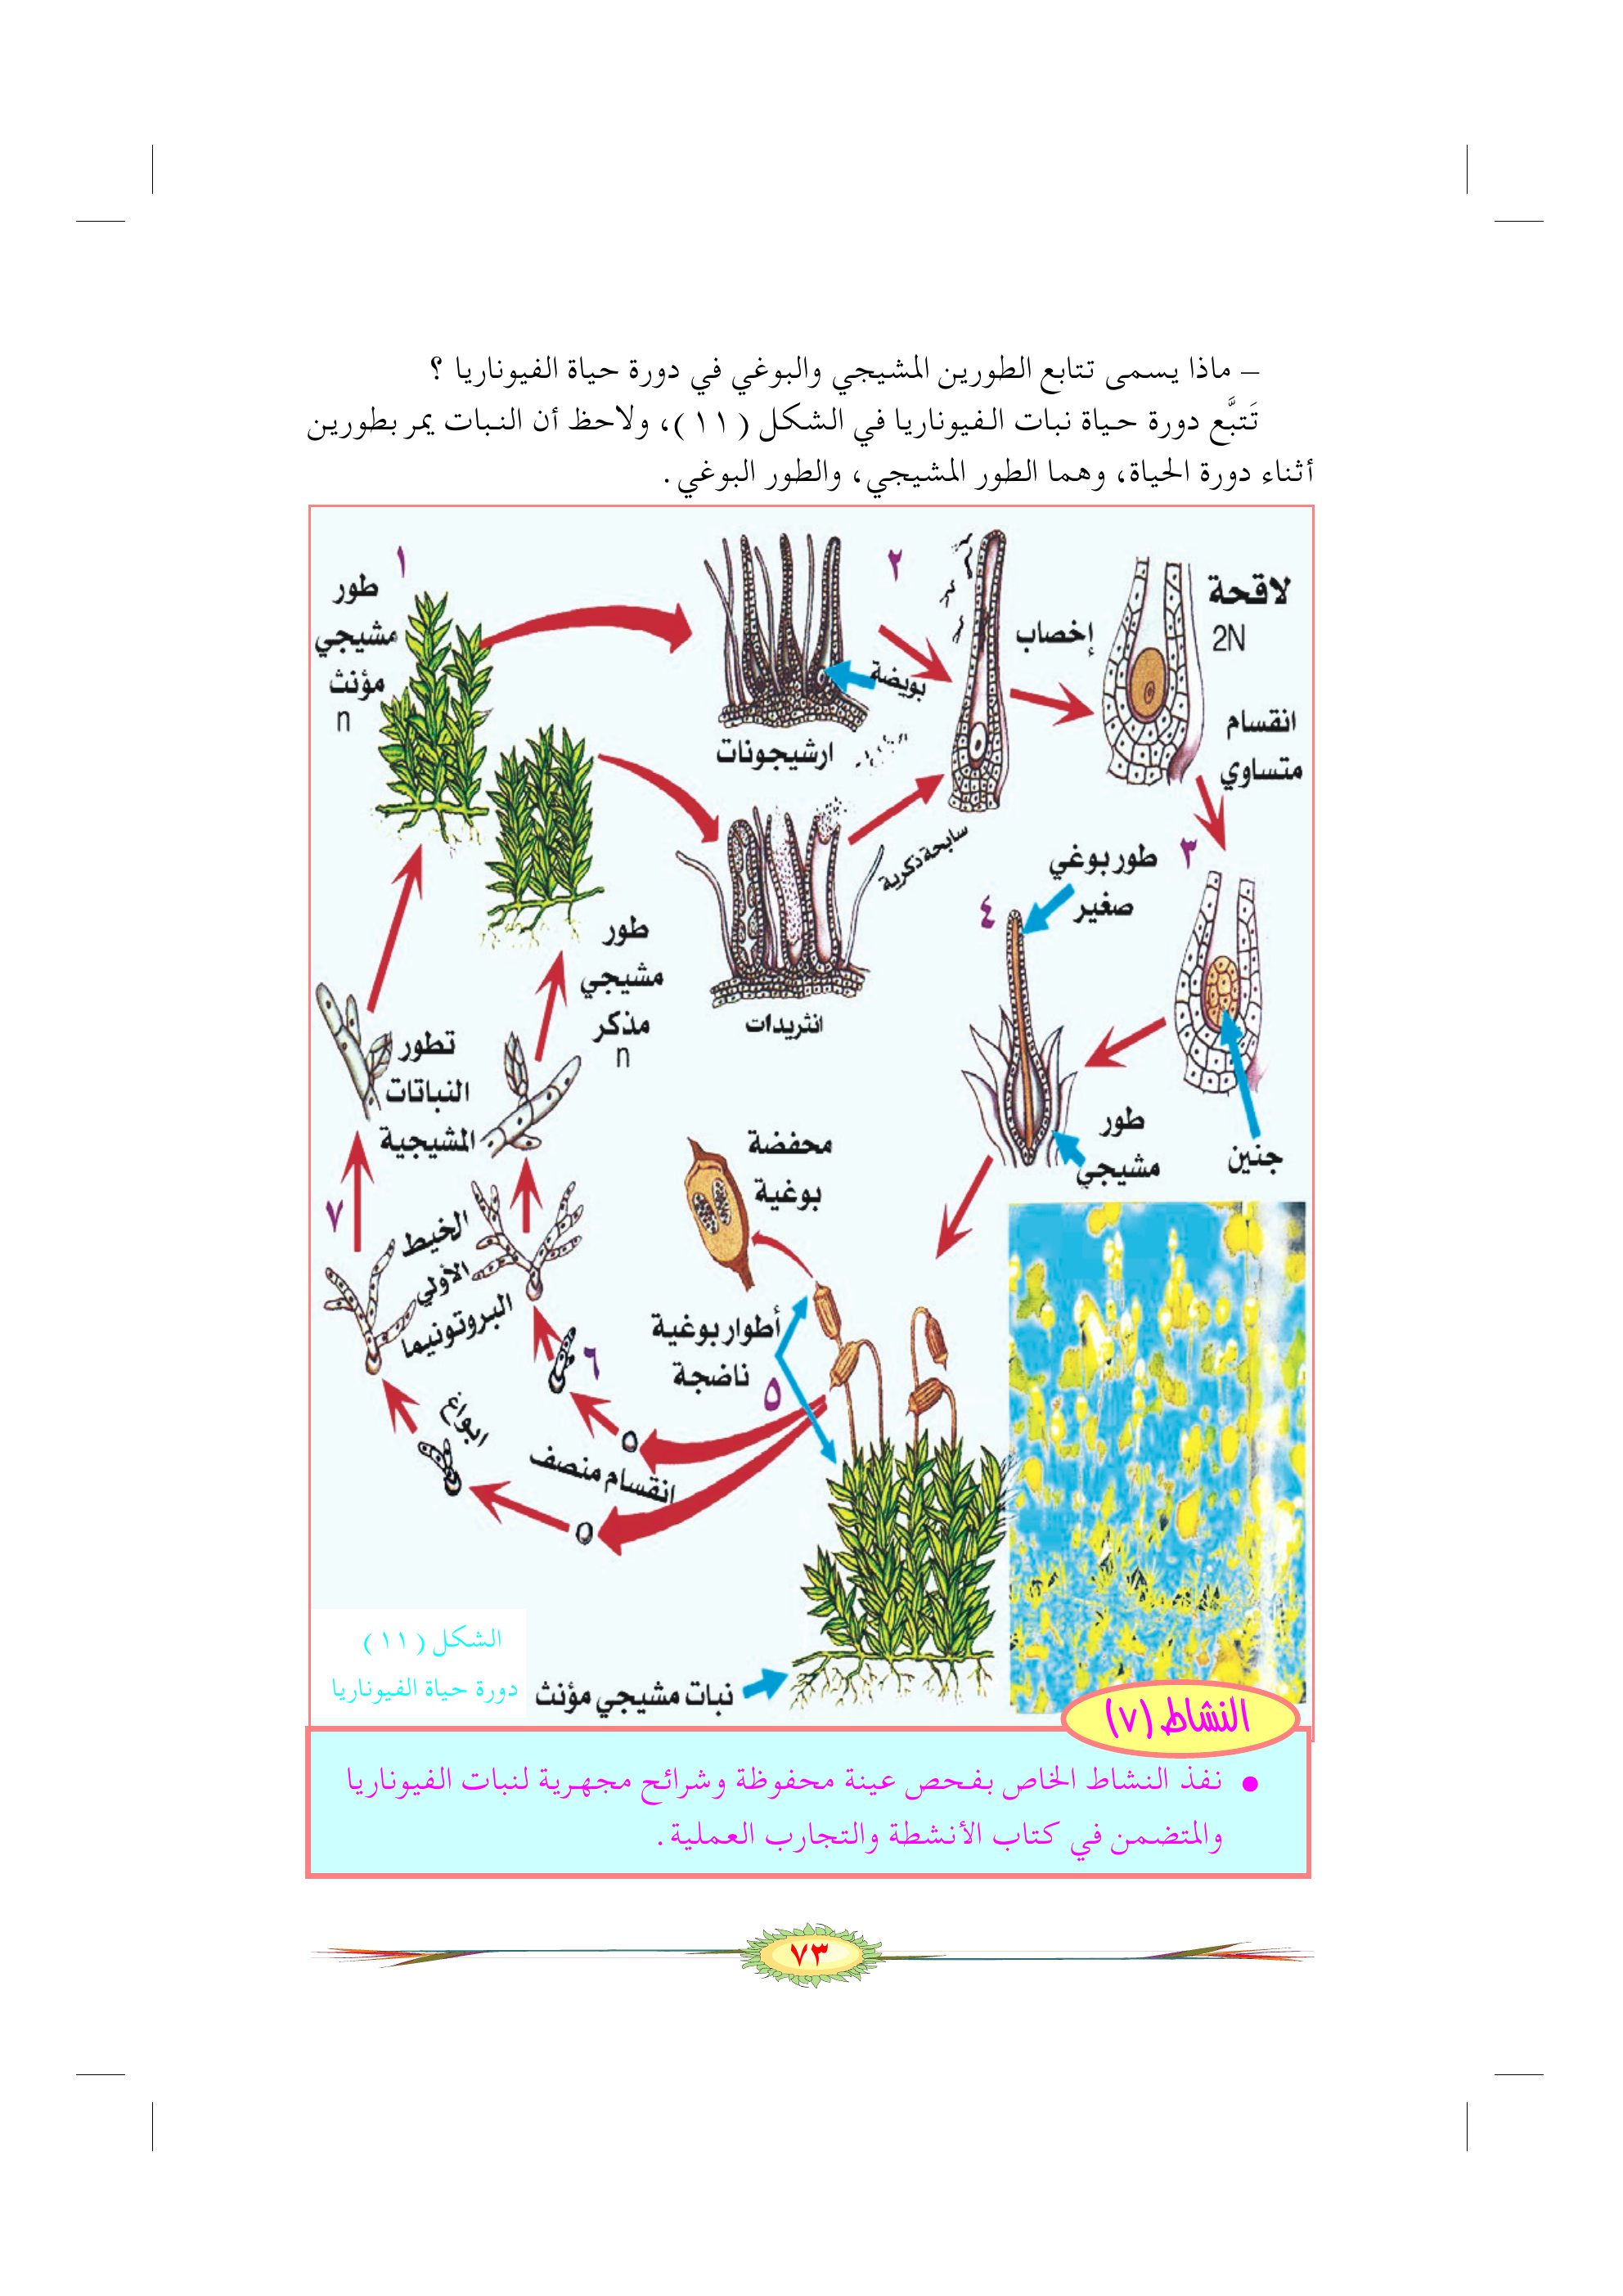 – ماذا يسمى تتابع الطورين المشيجي والبوغي في دورة حياة الفيوناريا ؟
تَتبَّع دورة حياة نبات الفيوناريا في الشكل (١١)، ولاحظ أن النبات يمر بطورين
أثناء دورة الحياة، وهما الطور المشيجي، والطور البوغي.
١
طور
مشيجي
مؤنث
n
٢
بويضة
ارشيجونات
إخصاب
لاقحة
2N
انقسام
متساوي
سابحة ذكرية
انثريدات
طور
مشيجي
مذكر
n
٣
طور بوغي
صغير
٤
جنين
طور
مشيجي
محفضة
بوغية
أطوار بوغية
ناضجة
٥
انقسام منصف
ابواغ
٦
الخيط
الأولي
البروتونيما
٧
تطور
النباتات
المشيجية
نبات مشيجي مؤنث
الشكل (١١)
دورة حياة الفيوناريا
النشاط (٧)
• نفذ النشاط الخاص بفحص عينة محفوظة وشرائح مجهرية لنبات الفيوناريا
والمتضمن في كتاب الأنشطة والتجارب العملية.
٧٣